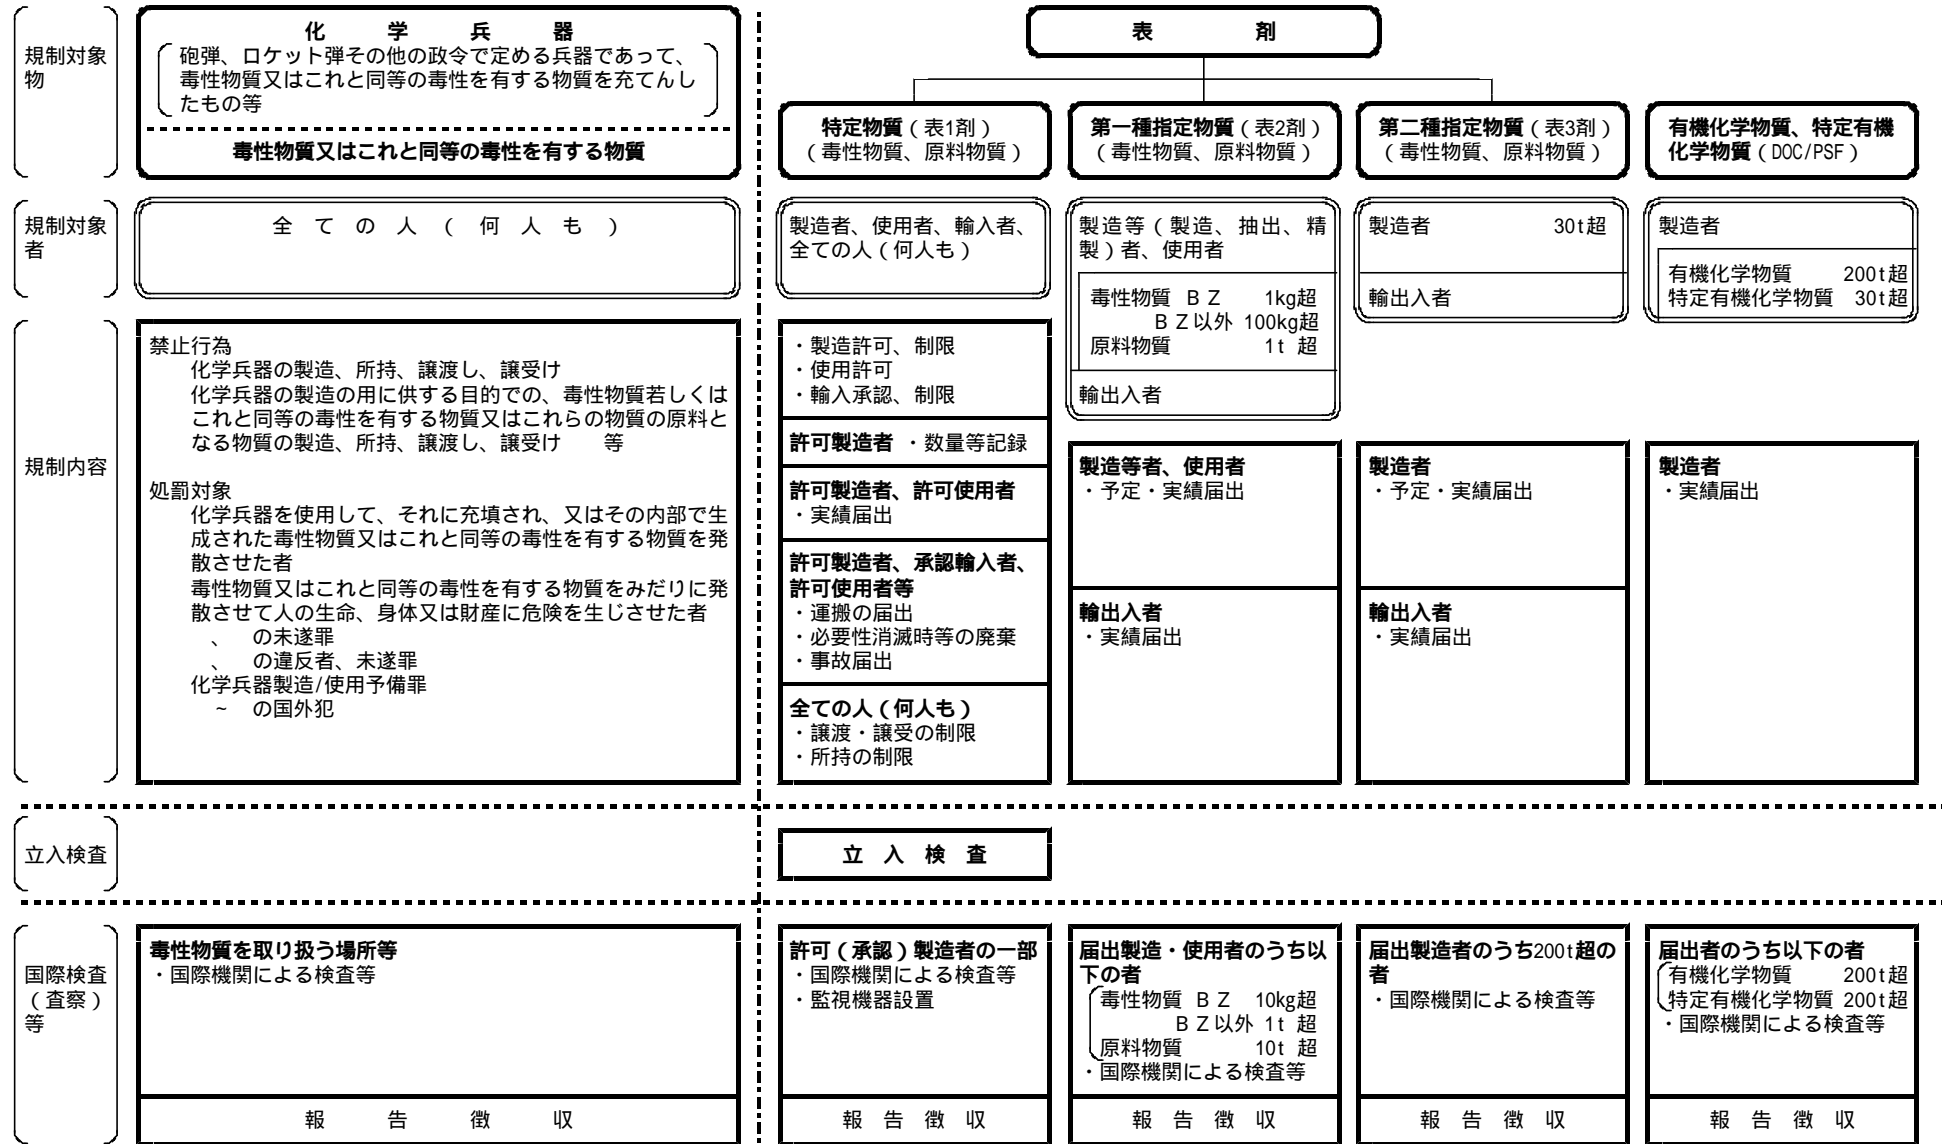 規制対象
物
化 学 兵 器
砲弾、ロケット弾その他の政令で定める兵器であって、
毒性物質又はこれと同等の毒性を有する物質を充てんし
たもの等
毒性物質又はこれと同等の毒性を有する物質
表 剤
特定物質(表1剤)
(毒性物質、原料物質)
第一種指定物質(表2剤)
(毒性物質、原料物質)
第二種指定物質(表3剤)
(毒性物質、原料物質)
有機化学物質、特定有機
化学物質(DOC/PSF)
規制対象
者
全 て の 人 ( 何 人 も )
製造者、使用者、輸入者、
全ての人(何人も)
製造等(製造、抽出、精
製)者、使用者
毒性物質 BZ 1kg超
BZ以外 100kg超
原料物質 1t 超
輸出入者
製造者 30t超
輸出入者
製造者
有機化学物質 200t超
特定有機化学物質 30t超
規制内容
禁止行為
化学兵器の製造、所持、譲渡し、譲受け
化学兵器の製造の用に供する目的での、毒性物質若しくは
これと同等の毒性を有する物質又はこれらの物質の原料と
なる物質の製造、所持、譲渡し、譲受け 等
処罰対象
化学兵器を使用して、それに充填され、又はその内部で生
成された毒性物質又はこれと同等の毒性を有する物質を発
散させた者
毒性物質又はこれと同等の毒性を有する物質をみだりに発
散させて人の生命、身体又は財産に危険を生じさせた者
、 の未遂罪
、 の違反者、未遂罪
化学兵器製造/使用予備罪
~ の国外犯
・製造許可、制限
・使用許可
・輸入承認、制限
許可製造者 ・数量等記録
許可製造者、許可使用者
・実績届出
許可製造者、承認輸入者、
許可使用者等
・運搬の届出
・必要性消滅時等の廃棄
・事故届出
全ての人(何人も)
・譲渡・譲受の制限
・所持の制限
製造等者、使用者
・予定・実績届出
輸出入者
・実績届出
製造者
・予定・実績届出
輸出入者
・実績届出
製造者
・実績届出
立入検査
立 入 検 査
国際検査
(査察)
等
毒性物質を取り扱う場所等
・国際機関による検査等
報 告 徴 収
許可(承認)製造者の一部
・国際機関による検査等
・監視機器設置
報 告 徴 収
届出製造・使用者のうち以
下の者
毒性物質 BZ 10kg超
BZ以外 1t 超
原料物質 10t 超
・国際機関による検査等
報 告 徴 収
届出製造者のうち200t超の
者
・国際機関による検査等
報 告 徴 収
届出者のうち以下の者
有機化学物質 200t超
特定有機化学物質 200t超
・国際機関による検査等
報 告 徴 収